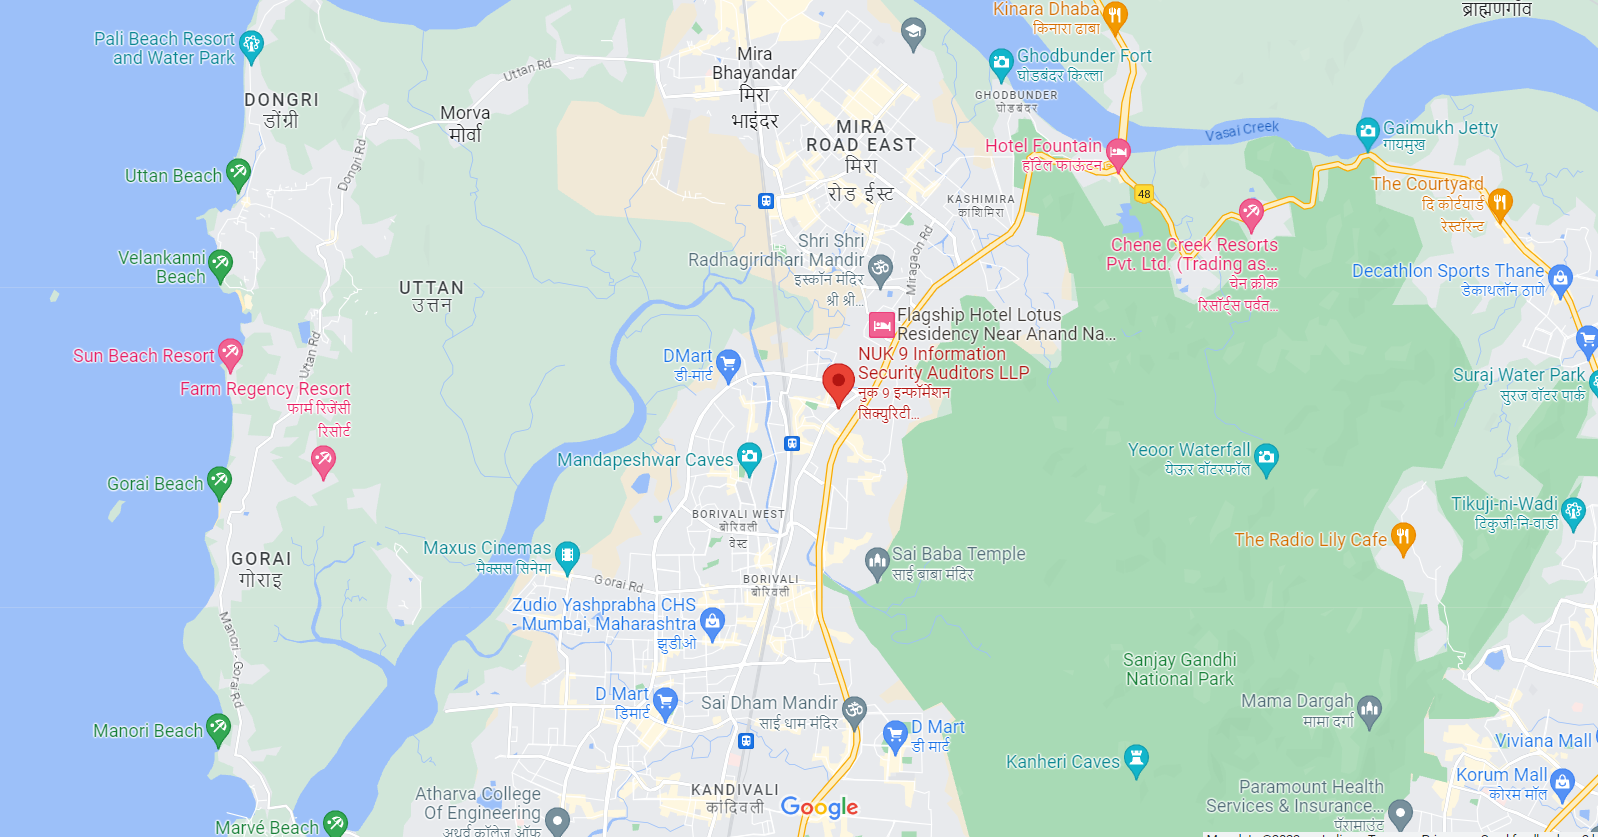 Kinara Dhaba
किनारा ढाबा
ब्राह्मणगाँव
Pali Beach Resort
and Water Park
Mira
Bhayandar
मिरा
भाइंदर
Ghodbunder Fort
घोडबंदर किल्ला
GHODBUNDER
घोडबंदर
Uttan Rd
DONGRI
डोंग्री
Morva
मोर्वा
MIRA
ROAD EAST
मिरा
रोड ईस्ट
Vasai Creek
Gaimukh Jetty
गायमुख
Hotel Fountain
हॉटेल फाऊंटन
Dongri Rd
Uttan Beach
48
The Courtyard
दि कोर्टयार्ड
रेस्टॉरन्ट
KASHIMIRA
काशिमिरा
Velankanni
Beach
Shri Shri
Radhagiridhari Mandir
इस्कॉन मंदिर
श्री श्री...
Miragaon Rd
Chene Creek Resorts
Pvt. Ltd. (Trading as...
चेन क्रीक
रिसॉर्ट्स पर्वत...
Decathlon Sports Thane
डेकाथलॉन ठाणे
UTTAN
उत्तन
Flagship Hotel Lotus
Residency Near Anand Na...
Sun Beach Resort
Uttan Rd
DMart
डी-मार्ट
NUK 9 Information
Security Auditors LLP
नुक 9 इन्फॉर्मेशन
सिक्युरिटी...
Farm Regency Resort
फार्म रिजेंसी
रिसोर्ट
Suraj Water Park
सुरज वॉटर पार्क
Mandapeshwar Caves
Yeoor Waterfall
येऊर वॉटरफॉल
Gorai Beach
BORIVALI WEST
बोरिवली
वेस्ट
Tikuji-ni-Wadi
टिकुजी-नि-वाडी
The Radio Lily Cafe
GORAI
गोराइ
Maxus Cinemas
मैक्सस सिनेमा
Sai Baba Temple
साई बाबा मंदिर
Gorai Rd
BORIVALI
बोरिवली
Zudio Yashprabha CHS
- Mumbai, Maharashtra
झुडीओ
Manori - Gorai Rd
Sanjay Gandhi
National Park
D Mart
डिमार्ट
Sai Dham Mandir
साई धाम मंदिर
Mama Dargah
मामा दर्गा
Manori Beach
D Mart
डी मार्ट
Viviana Mall
Kanheri Caves
Korum Mall
कोरम मॉल
Atharva College
Of Engineering
अथर्व कॉलेज ऑफ
KANDIVALI
कांदिवली
Google
Paramount Health
Services & Insurance...
पॅरामाउंट
Marvé Beach